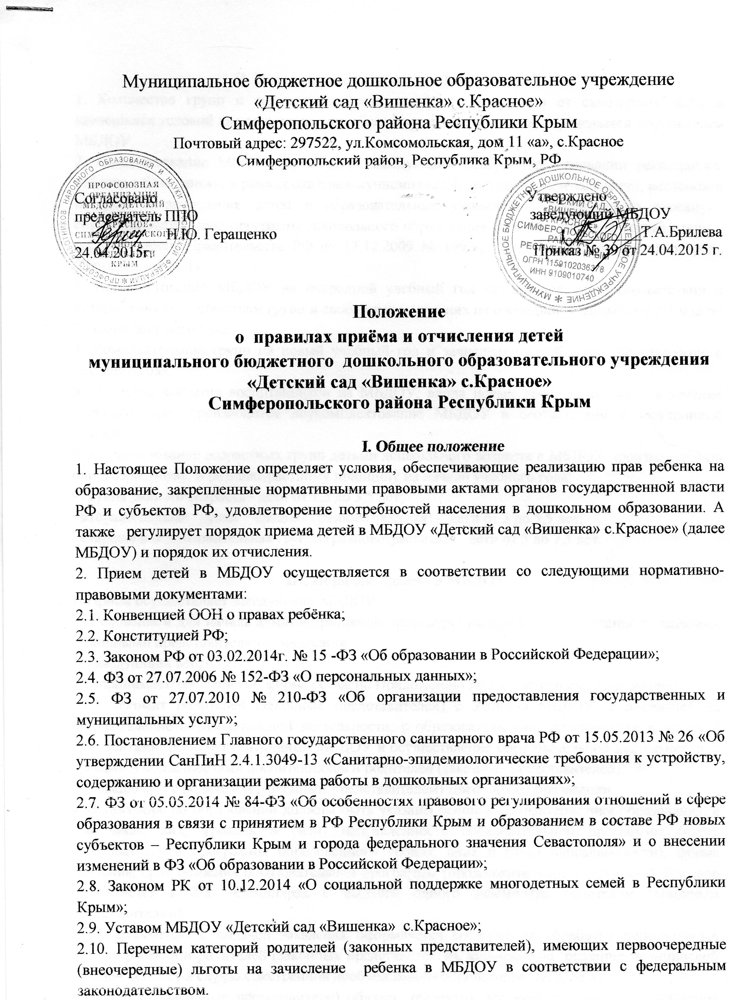 Муниципальное бюджетное дошкольное образовательное учреждение
«Детский сад «Вишенка» с.Красное»
Симферопольского района Республики Крым
Почтовый адрес: 297522, ул.Комсомольская, дом 11 «а», с.Красное
Симферопольский район, Республика Крым, РФ
Согласовано
председатель ППО
Н.Ю. Геращенко
24.04.2015г.
ПРОФСОЮЗНАЯ
ОРГАНИЗАЦИЯ
МБДОУ «ДЕТСКИЙ
КРЫМ
Утверждено
заведующий МБДОУ
Т.А.Брилева
Приказ № 39 от 24.04.2015 г.
МУНИЦИПАЛЬНОЕ БЮДЖЕТНОЕ ДОШКОЛЬНОЕ ОБРАЗОВАТЕЛЬНОЕ УЧРЕЖДЕНИЕ
«ДЕТСКИЙ САД
«ВИШЕНКА»
С. КРАСНОЕ»
СИМФЕРОПОЛЬСКОГО
РАЙОНА
РЕСПУБЛИКИ КРЫМ
ОГРН 1159102036378
ИНН 9109010740
Положение
о правилах приёма и отчисления детей
муниципального бюджетного дошкольного образовательного учреждения
«Детский сад «Вишенка» с.Красное»
Симферопольского района Республики Крым
I. Общее положение
1. Настоящее Положение определяет условия, обеспечивающие реализацию прав ребенка на
образование, закрепленные нормативными правовыми актами органов государственной власти
РФ и субъектов РФ, удовлетворение потребностей населения в дошкольном образовании. А
также регулирует порядок приема детей в МБДОУ «Детский сад «Вишенка» с.Красное» (далее
МБДОУ) и порядок их отчисления.
2. Прием детей в МБДОУ осуществляется в соответствии со следующими нормативно-
правовыми документами:
2.1. Конвенцией ООН о правах ребёнка;
2.2. Конституцией РФ;
2.3. Законом РФ от 03.02.2014г. № 15 -ФЗ «Об образовании в Российской Федерации»;
2.4. ФЗ от 27.07.2006 № 152-ФЗ «О персональных данных»;
2.5. ФЗ от 27.07.2010 № 210-ФЗ «Об организации предоставления государственных и
муниципальных услуг»;
2.6. Постановлением Главного государственного санитарного врача РФ от 15.05.2013 № 26 «Об
утверждении СанПиН 2.4.1.3049-13 «Санитарно-эпидемиологические требования к устройству,
содержанию и организации режима работы в дошкольных организациях»;
2.7. ФЗ от 05.05.2014 № 84-ФЗ «Об особенностях правового регулирования отношений в сфере
образования в связи с принятием в РФ Республики Крым и образованием в составе РФ новых
субъектов – Республики Крым и города федерального значения Севастополя» и о внесении
изменений в ФЗ «Об образовании в Российской Федерации»;
2.8. Законом РК от 10.12.2014 «О социальной поддержке многодетных семей в Республики
Крым»;
2.9. Уставом МБДОУ «Детский сад «Вишенка» с.Красное»;
2.10. Перечнем категорий родителей (законных представителей), имеющих первоочередные
(внеочередные) льготы на зачисление ребенка в МБДОУ в соответствии с федеральным
законодательством.